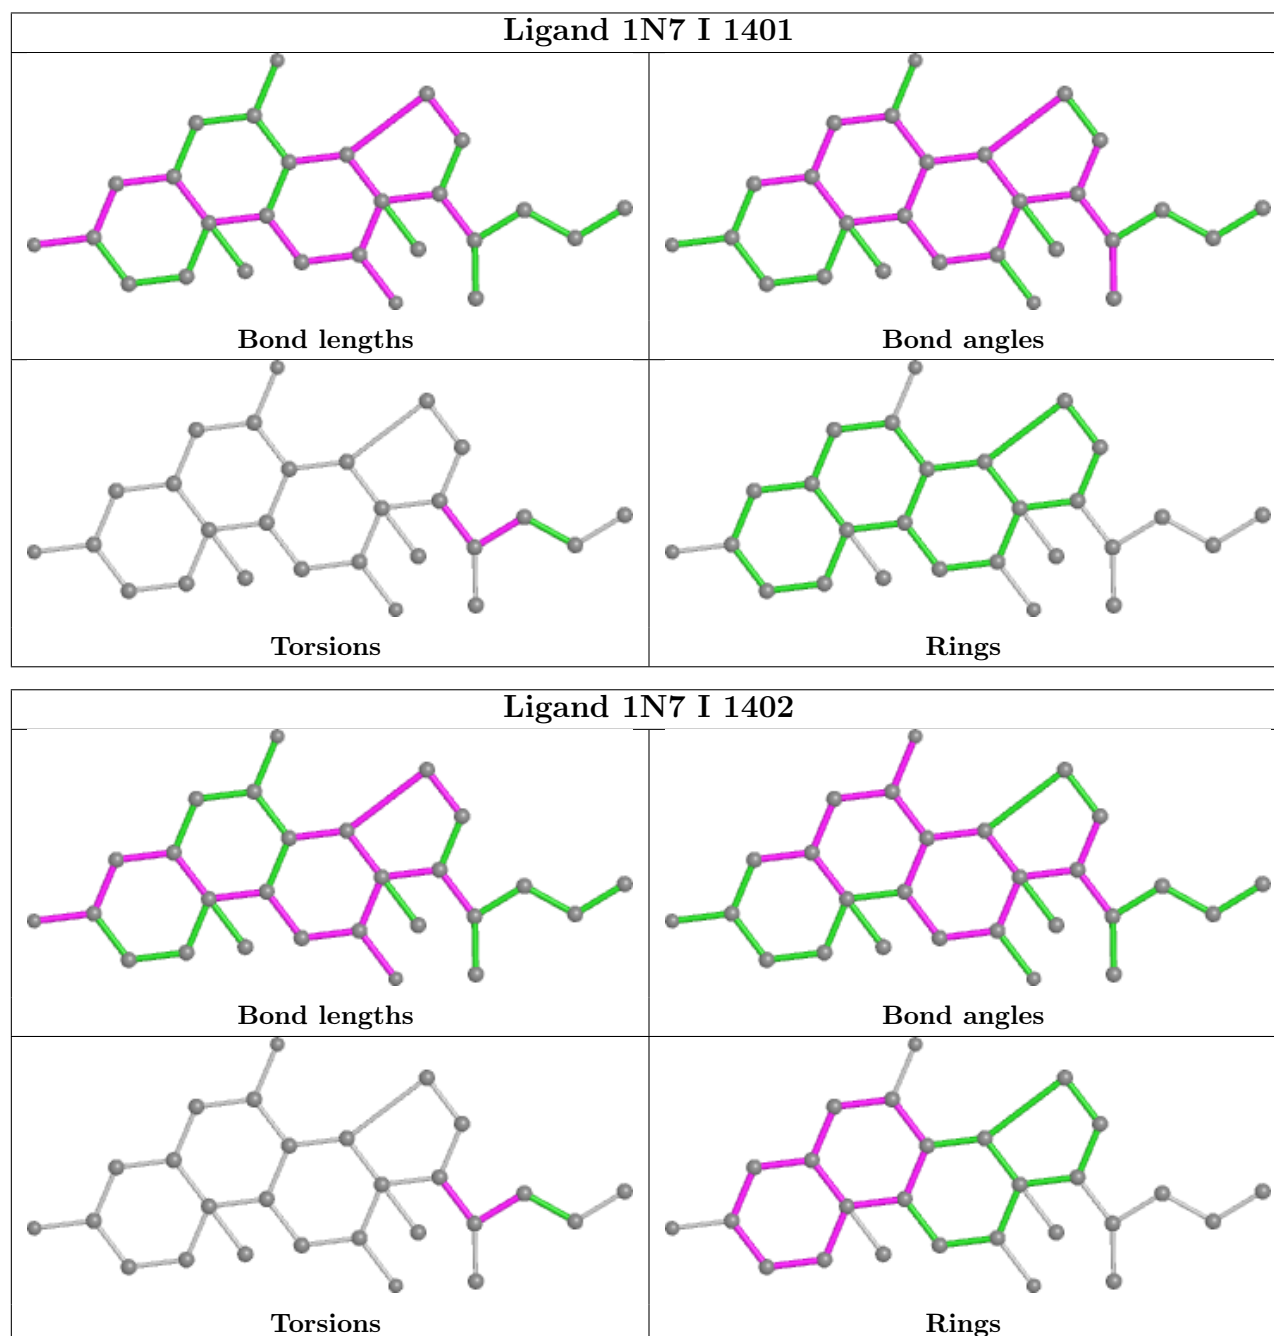 Ligand 1N7 I 1401
Bond lengths
Bond angles
Torsions
Rings
Ligand 1N7 I 1402
Bond lengths
Bond angles
Torsions
Rings